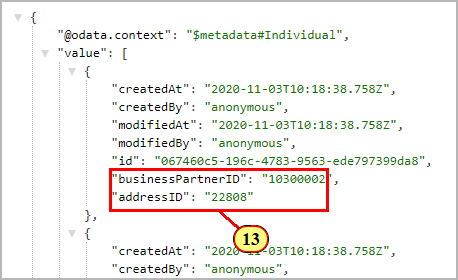 {
"@odata.context": "$metadata#Individual",
"value": [
{
"createdAt": "2020-11-03T10:18:38.758Z",
"createdBy": "anonymous",
"modifiedAt": "2020-11-03T10:18:38.758Z",
"modifiedBy": "anonymous",
"id": "067460c5-196c-4783-9563-ede797399da8",
"businessPartnerID": "10300002",
"addressID": "22808"
},
{
13
"createdAt": "2020-11-03T10:18:38.758Z",
"createdBy": "anonymous",